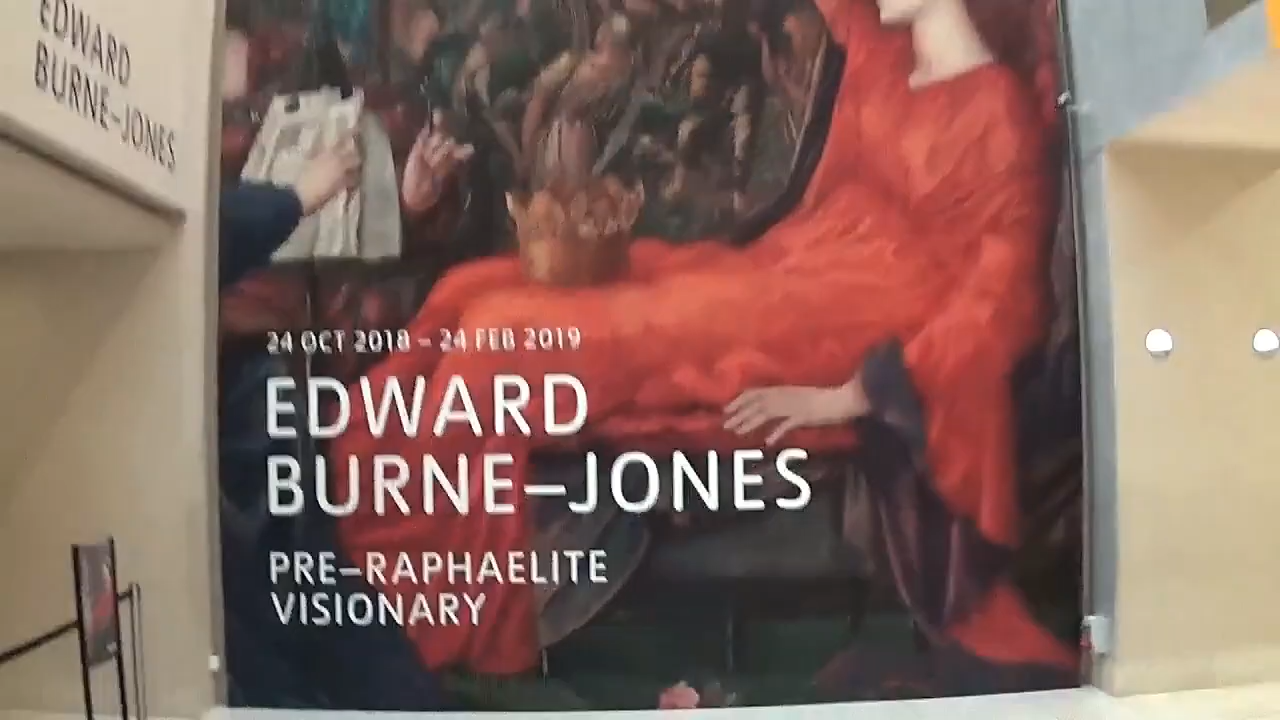 EDWARD
BURNE–JONES
24 OCT 2018 – 24 FEB 2019
EDWARD
BURNE–JONES
PRE–RAPHAELITE
VISIONARY